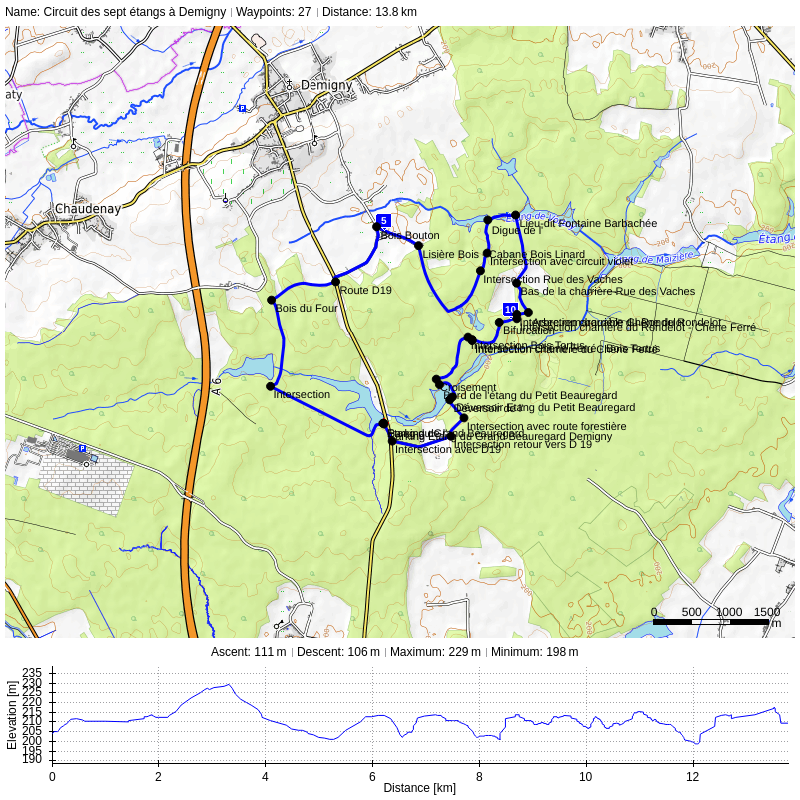 Name: Circuit des sept étangs à Demigny | Waypoints: 27 | Distance: 13.8 km
Demigny
P
aty
Chaudenay
5
Bois Bouton
Lieu-dit Fontaine Barbachée
Digue de l'
Étang
Lisière Bois
Cabane Bois Linard
Intersection avec circuit violet
Étang de Maizière
Intersection Rue des Vaches
Route D19
Bas de la charrière Rue des Vaches
Bois du Four
10
Bifurcation
Intersection charrière du Rondelot - Chêne Ferré
Intersection Bois Tortus
Intersection Charrière du Chêne Ferré
A 6
Intersection
Bord de l'étang du Petit Beauregard
Déversoir Étang du Petit Beauregard
Intersection avec route forestière
Parking Étang du Grand Beauregard Demigny
Intersection retour vers D 19
Intersection avec D19
P
200
0 500 1000 1500
m
Ascent: 111 m | Descent: 106 m | Maximum: 229 m | Minimum: 198 m
Elevation [m]
235
230
225
220
215
210
205
200
195
190
0 2 4 6 8 10 12
Distance [km]